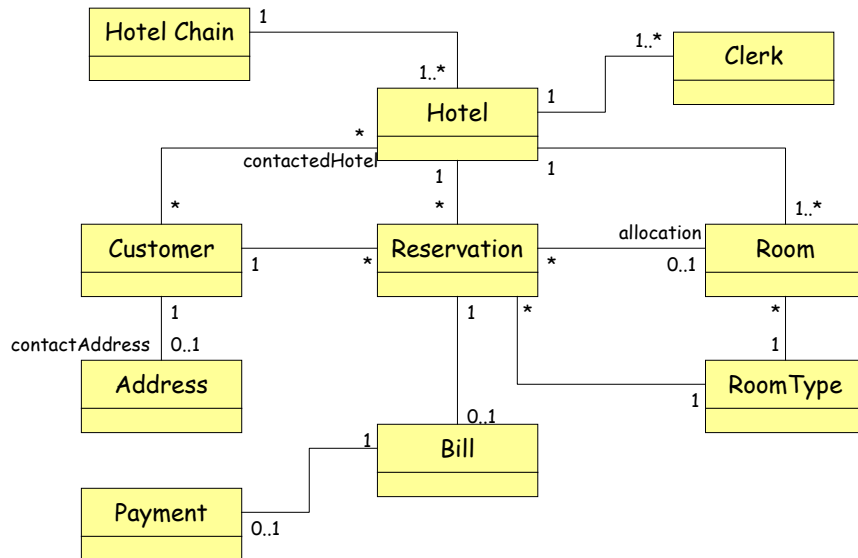 Hotel Chain
1
1..*
Clerk
1..*
1
Hotel
*
contactedHotel
1
1
*
*
1..*
Customer
Reservation
allocation
Room
1
*
*
0..1
1
1
*
*
contactAddress
0..1
1
Address
RoomType
1
0..1
1
Bill
Payment
0..1